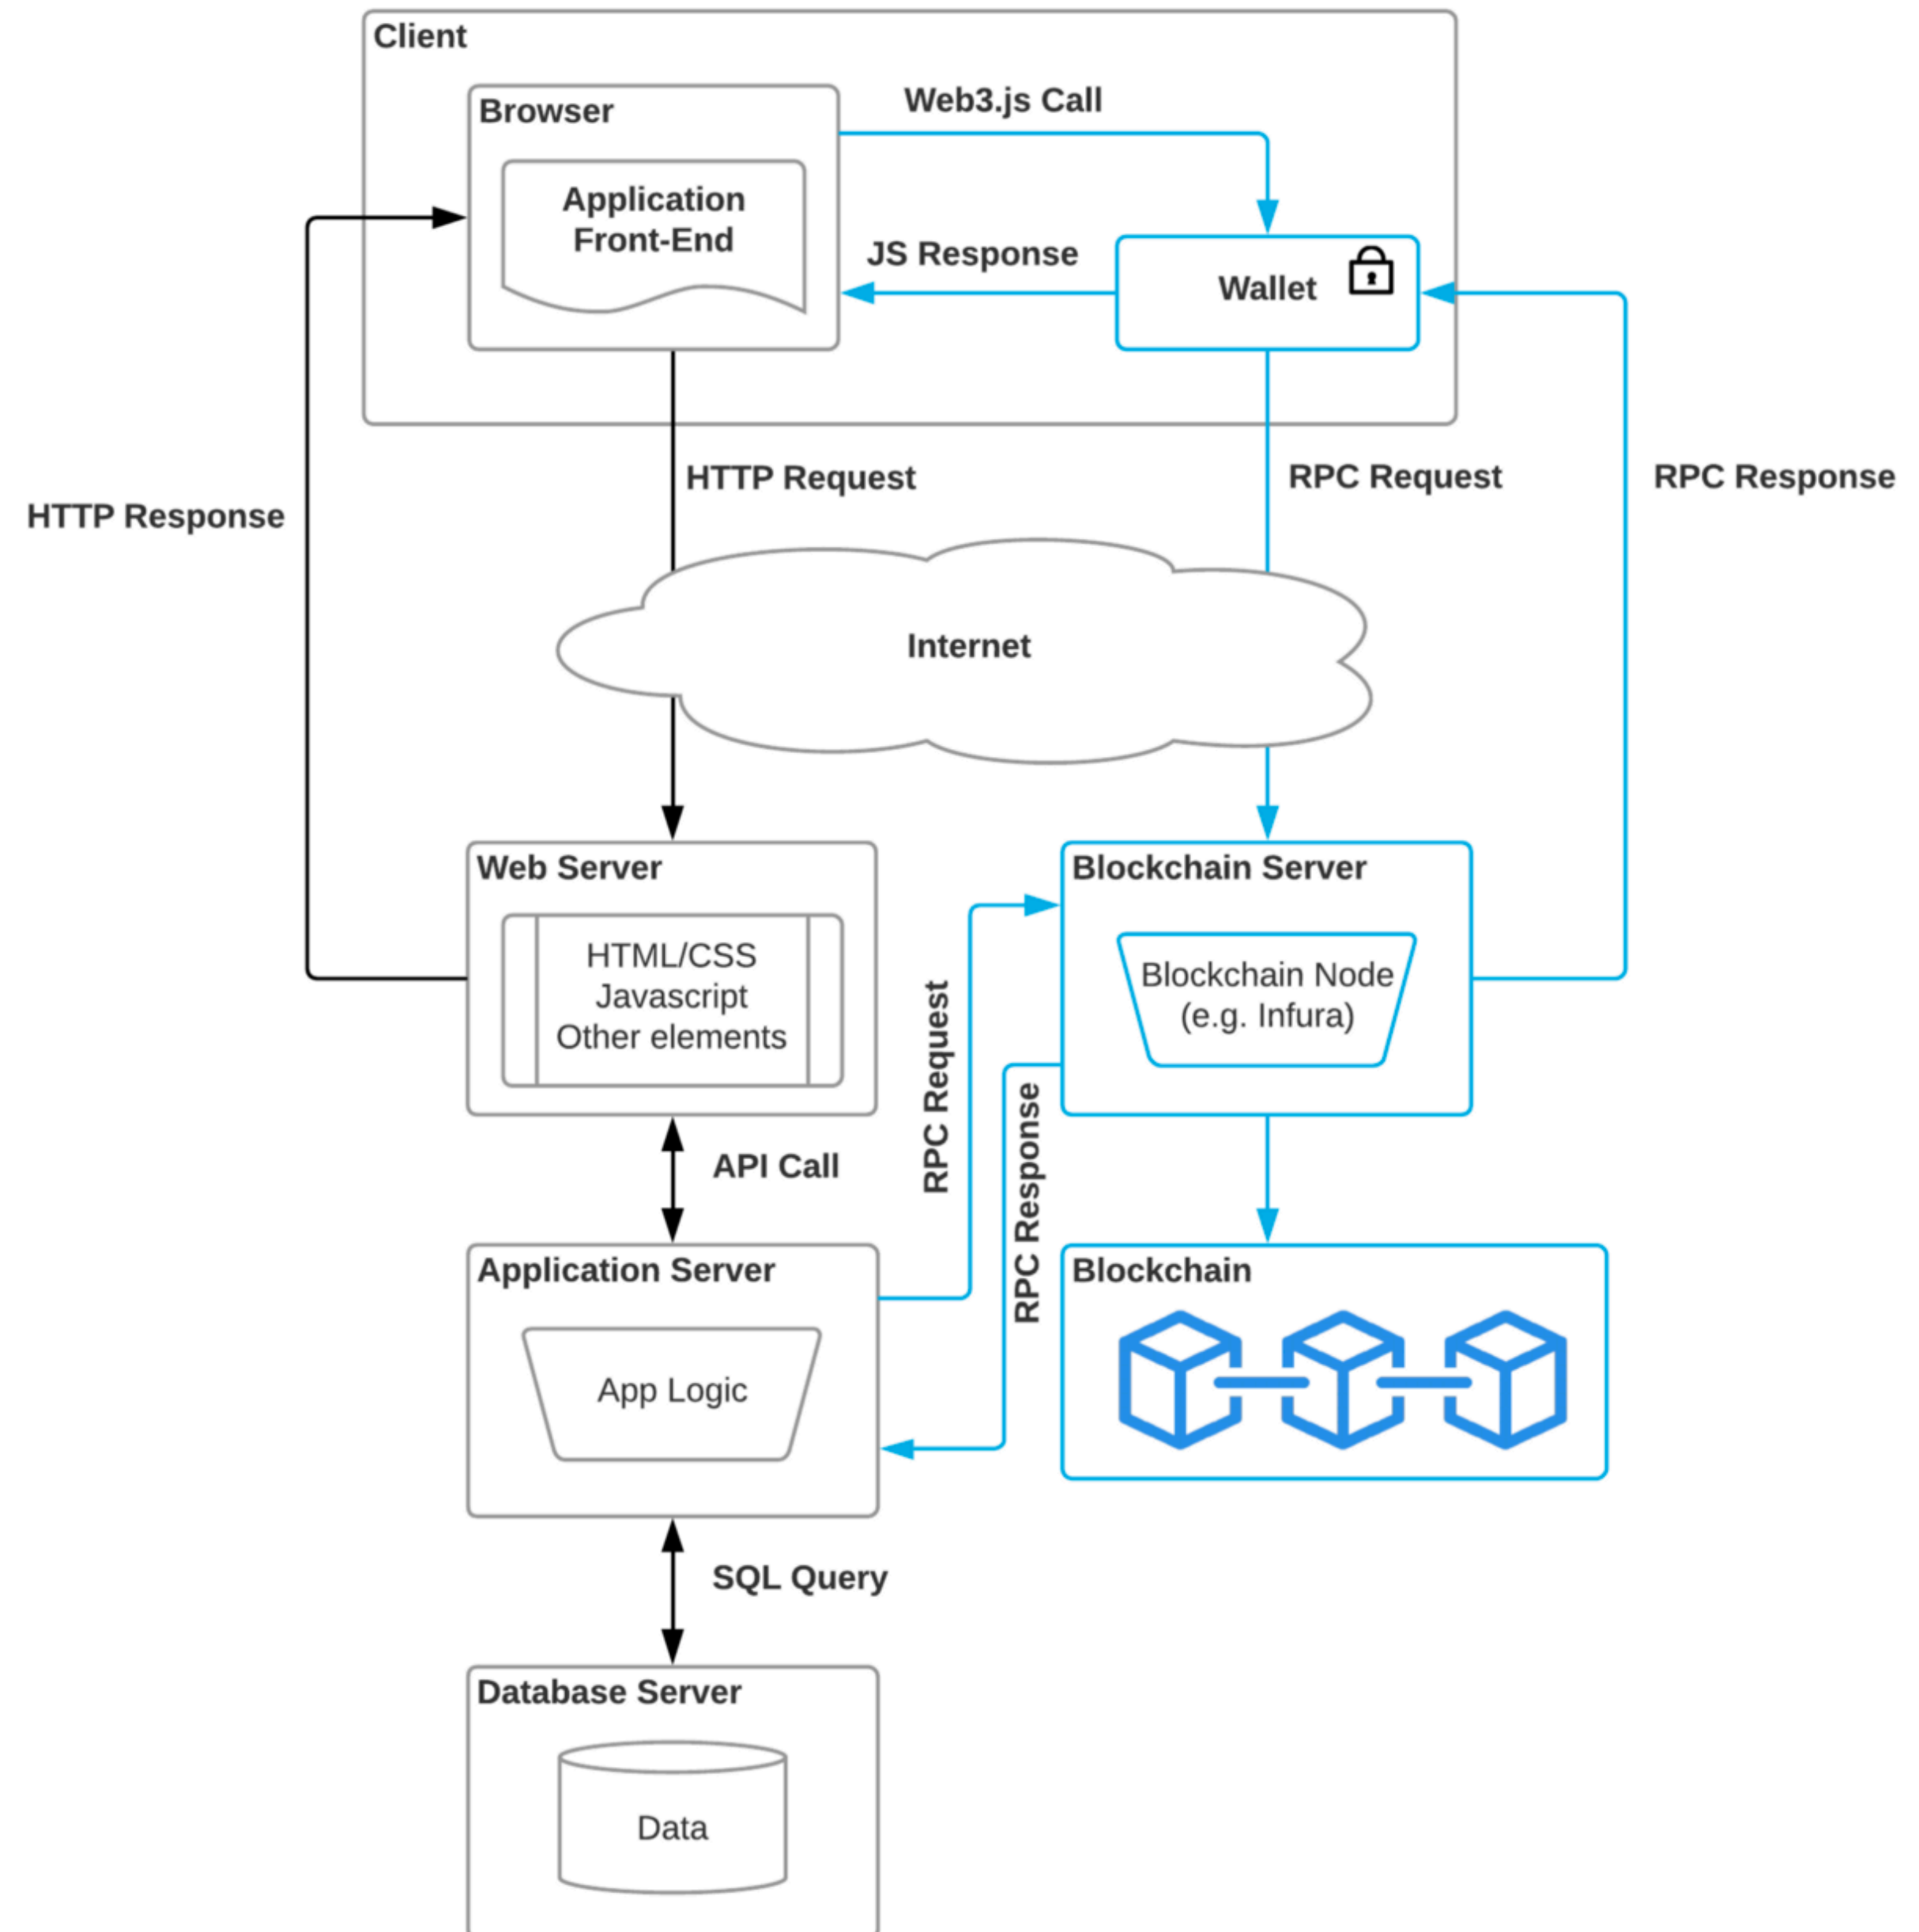 Client
Browser
Web3.js Call
Application
Front-End
JS Response
Wallet
HTTP Request
RPC Request
RPC Response
HTTP Response
Internet
Web Server
Blockchain Server
HTML/CSS
Javascript
Other elements
Blockchain Node
(e.g. Infura)
RPC Request
RPC Response
API Call
Application Server
Blockchain
App Logic
SQL Query
Database Server
Data